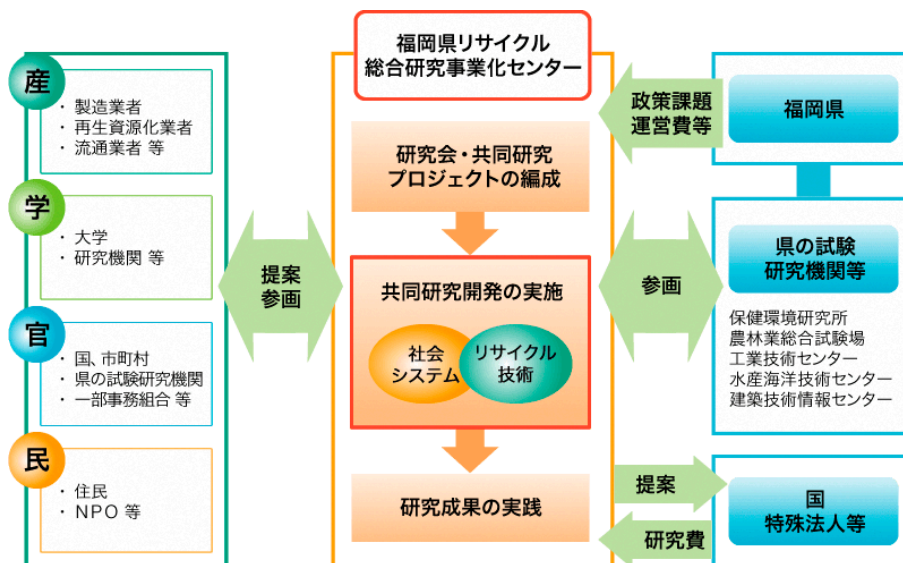 産
・ 製造業者
・ 再生資源化業者
・ 流通業者 等
学
・ 大学
・ 研究機関 等
官
・ 国、市町村
・ 県の試験研究機関
・ 一部事務組合 等
民
・ 住民
・ NPO 等
提案
参画
福岡県リサイクル
総合研究事業化センター
研究会・共同研究
プロジェクトの編成
共同研究開発の実施
社会
システム
リサイクル
技術
研究成果の実践
政策課題
運営費等
福岡県
参画
県の試験
研究機関等
保健環境研究所
農林業総合試験場
工業技術センター
水産海洋技術センター
建築技術情報センター
提案
研究費
国
特殊法人等